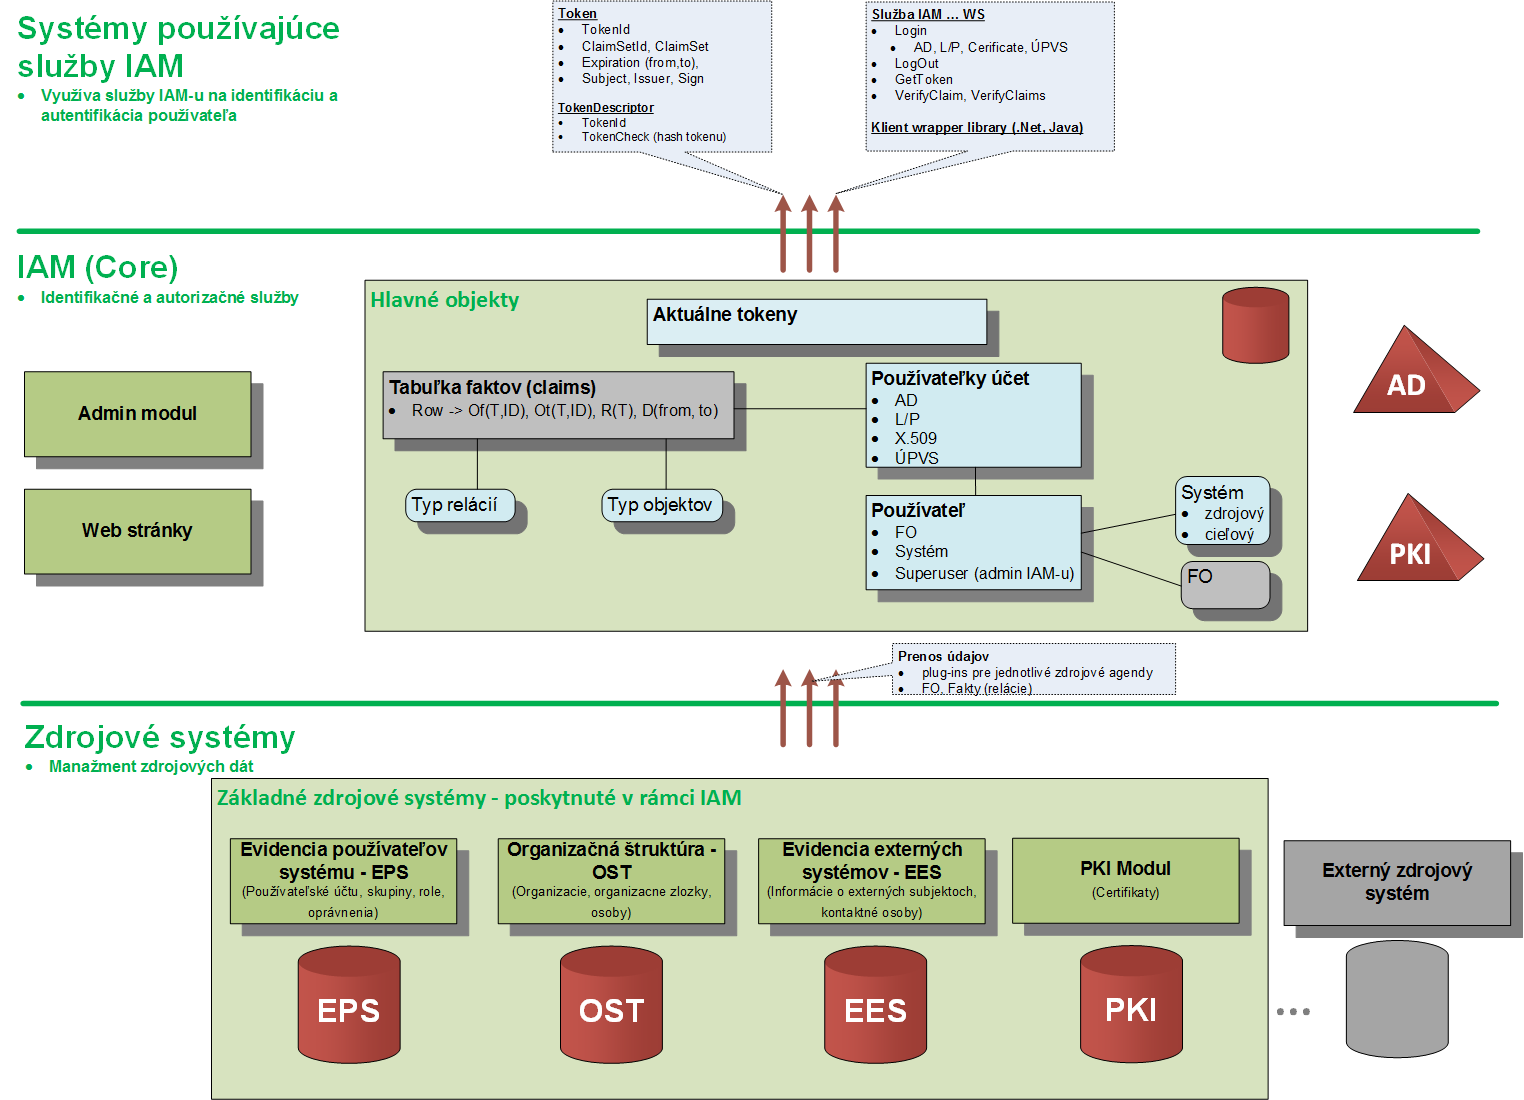 Systémy používajúce
služby IAM
• Využíva služby IAM-u na identifikáciu a
autentifikácia používateľa
Token
• TokenId
• ClaimSetId, ClaimSet
• Expiration (from,to),
• Subject, Issuer, Sign
TokenDescriptor
• TokenId
• TokenCheck (hash tokenu)
Služba IAM ... WS
• Login
• AD, L/P, Cerificate, ÚPVS
• LogOut
• GetToken
• VerifyClaim, VerifyClaims
Klient wrapper library (.Net, Java)
IAM (Core)
• Identifikačné a autorizačné služby
Admin modul
Web stránky
Hlavné objekty
Aktuálne tokeny
Tabuľka faktov (claims)
• Row -> Of(T,ID), Ot(T,ID), R(T), D(from, to)
Typ relácií
Typ objektov
Používateľky účet
• AD
• L/P
• X.509
• ÚPVS
Používateľ
• FO
• Systém
• Superuser (admin IAM-u)
Systém
• zdrojový
• cieľový
FO
AD
PKI
Prenos údajov
• plug-ins pre jednotlivé zdrojové agendy
• FO, Fakty (relácie)
Zdrojové systémy
• Manažment zdrojových dát
Základné zdrojové systémy - poskytnuté v rámci IAM
Evidencia používateľov
systému - EPS
(Používateľské účtu, skupiny, role,
oprávnenia)
Organizačná štruktúra -
OST
(Organizacie, organizacne zlozky,
osoby)
Evidencia externých
systémov - EES
(Informácie o externých subjektoch,
kontaktné osoby)
PKI Modul
(Certifikaty)
Externý zdrojový
systém
EPS
OST
EES
PKI
...